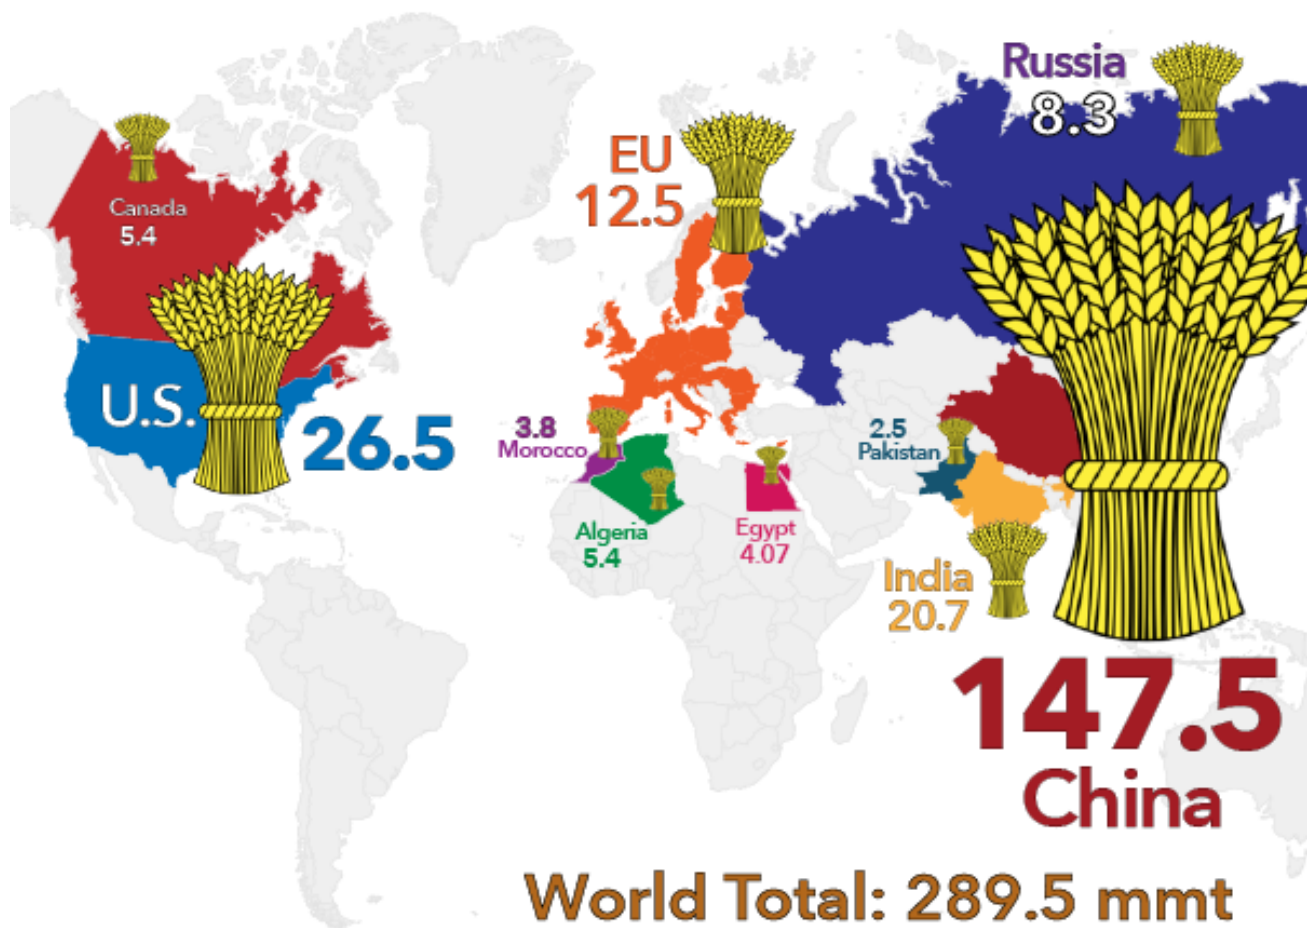 Russia
8.3
EU
12.5
Canada
5.4
U.S.
26.5
3.8
Morocco
2.5
Pakistan
Algeria
5.4
Egypt
4.07
India
20.7
147.5
China
World Total: 289.5 mmt